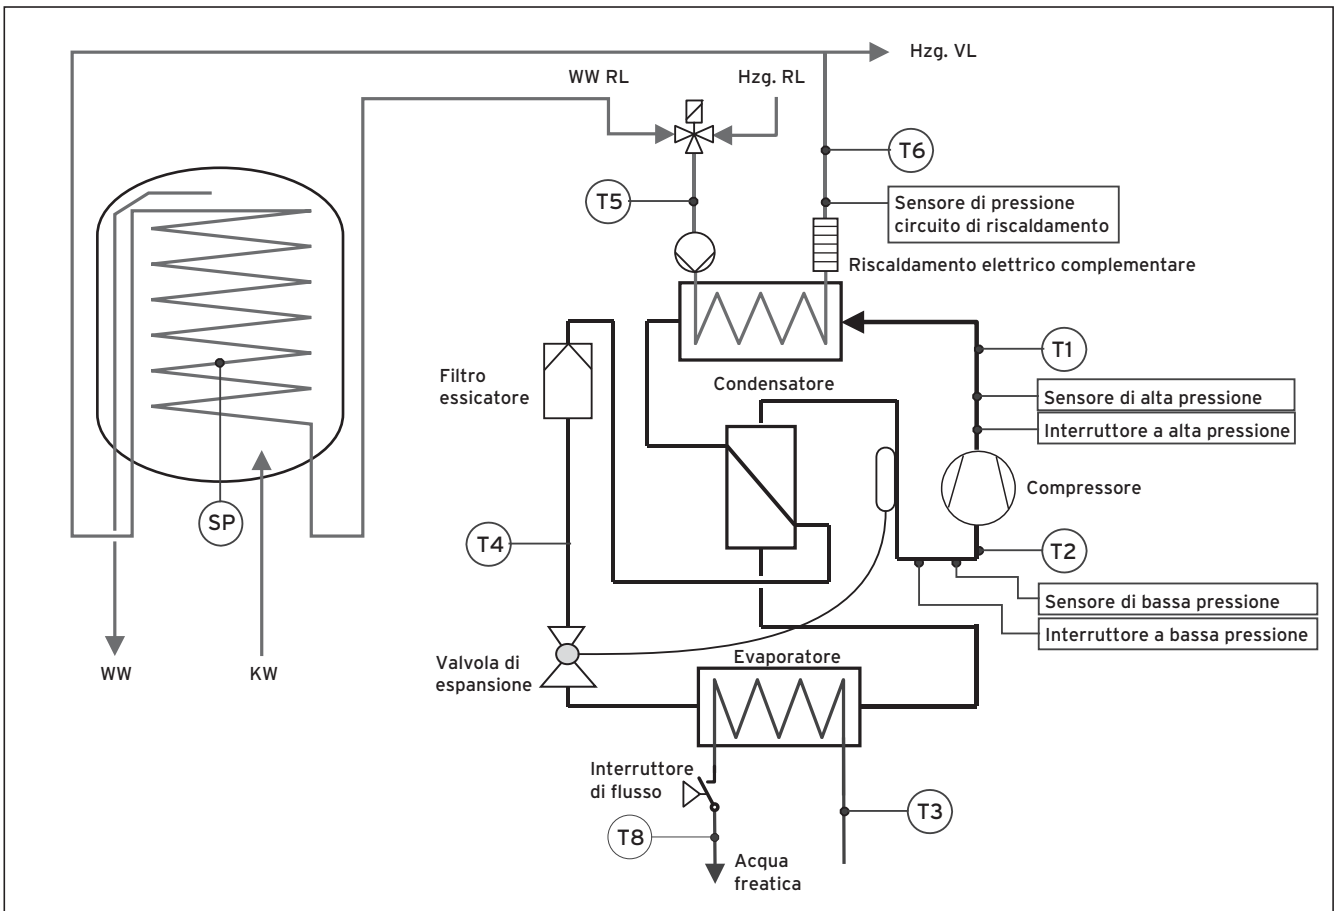 Hzg. VL
WW RL
Hzg. RL
T6
T5
Sensore di pressione
circuito di riscaldamento
Riscaldamento elettrico complementare
T1
Filtro
essicatore
Condensatore
Sensore di alta pressione
Interruttore a alta pressione
Compressore
SP
T4
T2
Sensore di bassa pressione
Interruttore a bassa pressione
WW
KW
Valvola di
espansione
Evaporatore
Interruttore
di flusso
T3
T8
Acqua
freatica